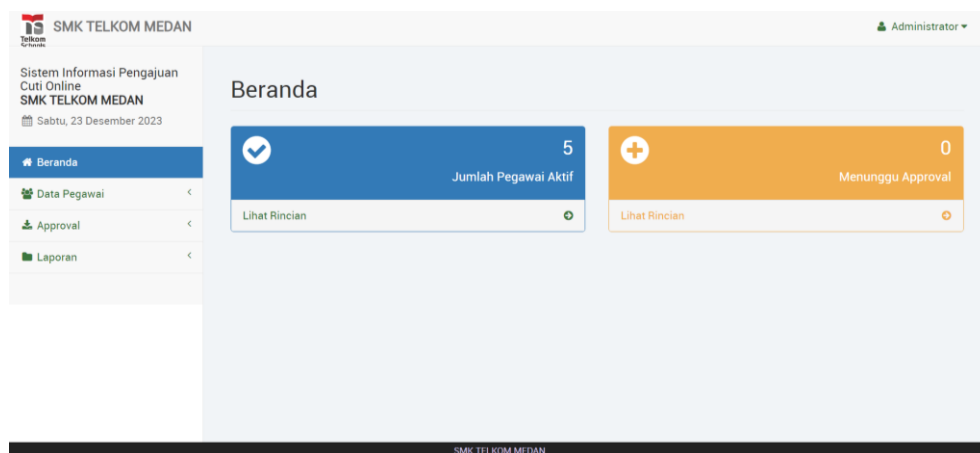 Telkom
Schools
SMK TELKOM MEDAN
Administrator
Sistem Informasi Pengajuan
Cuti Online
SMK TELKOM MEDAN
Sabtu, 23 Desember 2023
Beranda
Data Pegawai
Approval
Laporan
Beranda
5
Jumlah Pegawai Aktif
Lihat Rincian
0
Menunggu Approval
Lihat Rincian
SMK TELKOM MEDAN